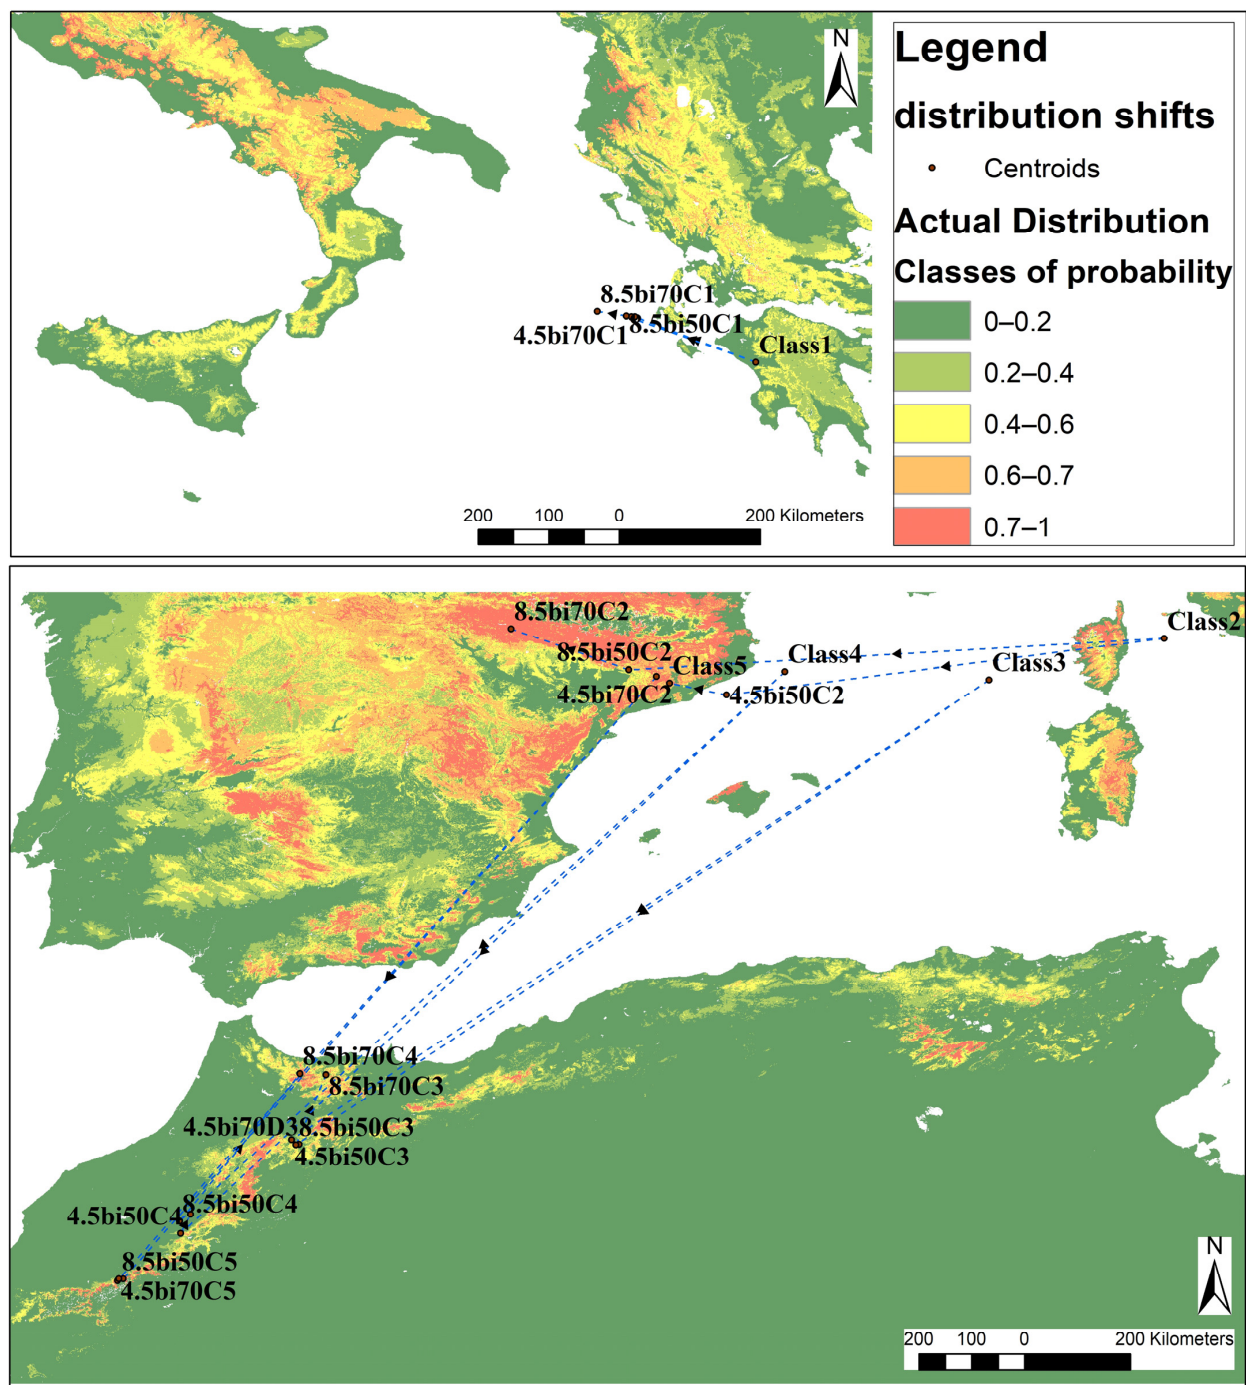 N
Legend
distribution shifts
Centroids
Actual Distribution
Classes of probability
0–0.2
0.2–0.4
0.4–0.6
0.6–0.7
0.7–1
8.5bi70C1
4.5bi70C1
8.5bi50C1
Class1
200 100 0 200 Kilometers
8.5bi70C2
Class2
8.5bi50C2
Class5
Class4
Class3
4.5bi70C2
4.5bi50C2
8.5bi70C4
8.5bi70C3
4.5bi70D38.5bi50C3
4.5bi50C3
8.5bi50C4
4.5bi50C4
8.5bi50C5
4.5bi70C5
N
200 100 0 200 Kilometers